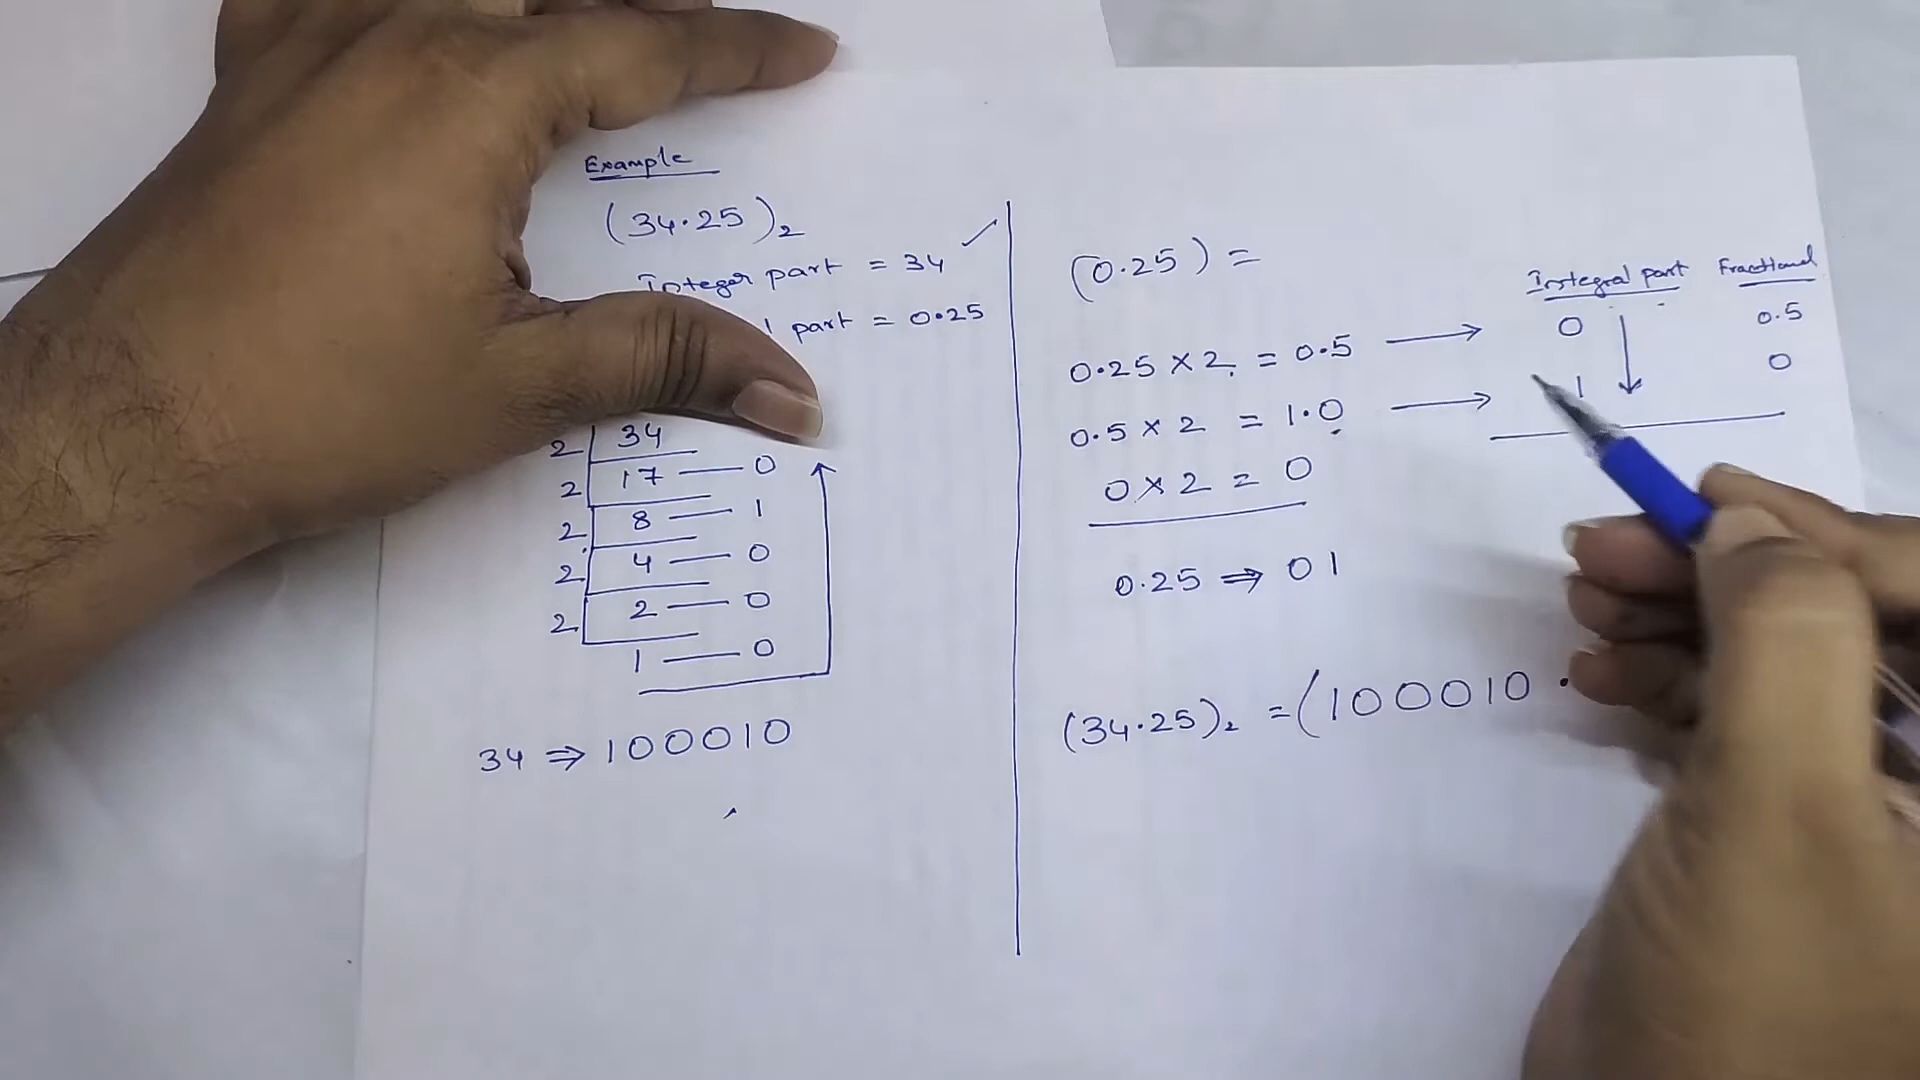 Example
(34.25)₂
Integer part = 34
part = 0.25
2 34
2 17 — 0
2 8 — 1
2 4 — 0
2 2 — 0
1 — 0
34 ⇒ 100010
(0.25) =
Integral part Fractional
0.25 × 2 = 0.5 → 0 0.5
0.5 × 2 = 1.0 → 1 0
0 × 2 = 0
0.25 ⇒ 01
(34.25)₂ = (100010.